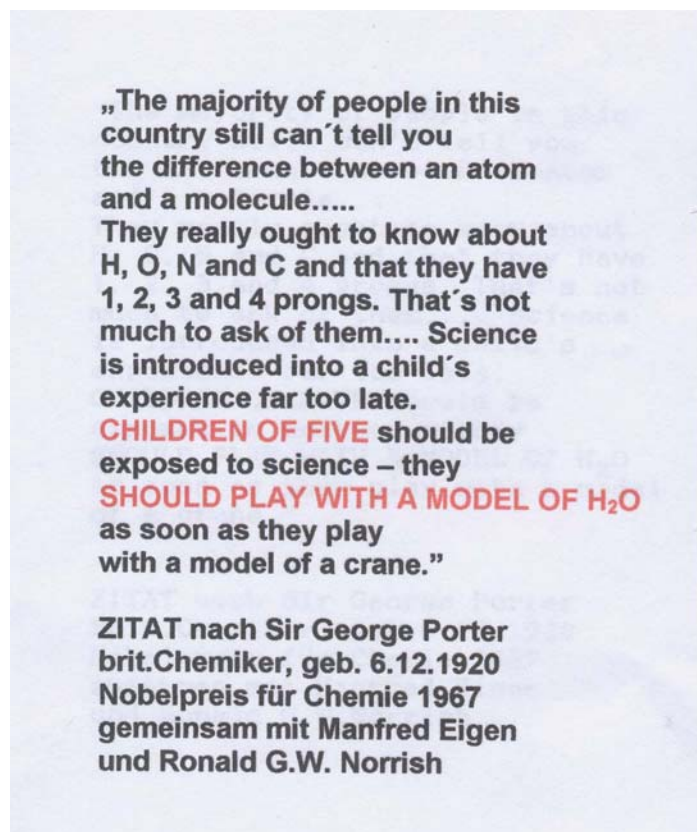 „The majority of people in this
country still can´t tell you
the difference between an atom
and a molecule.....
They really ought to know about
H, O, N and C and that they have
1, 2, 3 and 4 prongs. That´s not
much to ask of them.... Science
is introduced into a child´s
experience far too late.
CHILDREN OF FIVE should be
exposed to science – they
SHOULD PLAY WITH A MODEL OF H₂O
as soon as they play
with a model of a crane.”
ZITAT nach Sir George Porter
brit.Chemiker, geb. 6.12.1920
Nobelpreis für Chemie 1967
gemeinsam mit Manfred Eigen
und Ronald G.W. Norrish